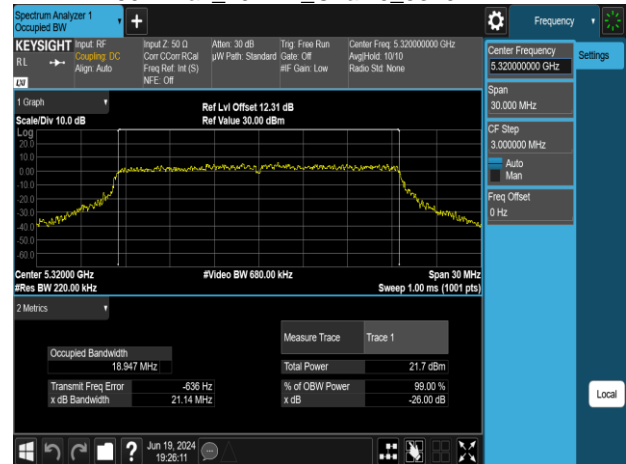 Spectrum Analyzer 1
Occupied BW
Frequency
KEYSIGHT
RL
LXI
Input: RF
Coupling: DC
Align: Auto
Input Z: 50 Ω
Corr CCorr RCal
Freq Ref: Int (S)
NFE: Off
Atten: 30 dB
µW Path: Standard
Trig: Free Run
Gate: Off
#IF Gain: Low
Center Freq: 5.320000000 GHz
Avg|Hold: 10/10
Radio Std: None
Center Frequency
5.320000000 GHz
Settings
Span
30.000 MHz
CF Step
3.000000 MHz
Auto
Man
Freq Offset
0 Hz
Local
1 Graph
Scale/Div 10.0 dB
Ref Lvl Offset 12.31 dB
Ref Value 30.00 dBm
Log
20.0
10.0
0.00
-10.0
-20.0
-30.0
-40.0
-50.0
-60.0
Center 5.32000 GHz
#Video BW 680.00 kHz
Span 30 MHz
#Res BW 220.00 kHz
Sweep 1.00 ms (1001 pts)
2 Metrics
Measure Trace Trace 1
Occupied Bandwidth
18.947 MHz
Total Power 21.7 dBm
Transmit Freq Error -636 Hz
% of OBW Power 99.00 %
x dB Bandwidth 21.14 MHz
x dB -26.00 dB
?
Jun 19, 2024
19:26:11